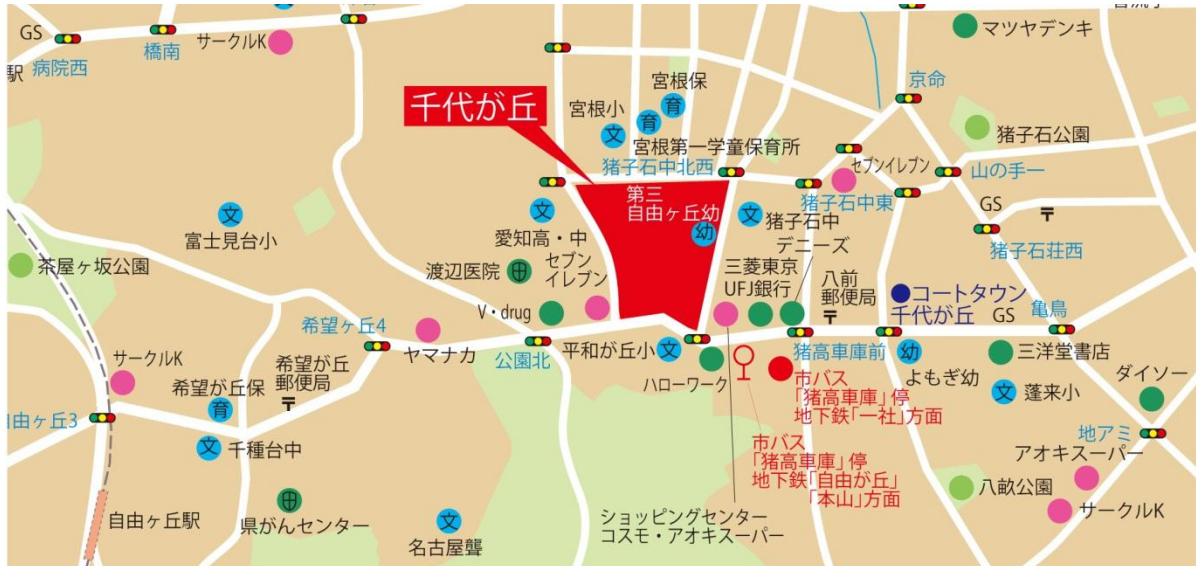 GS
駅
病院西
橋南
サークルK
マツヤデンキ
京命
千代が丘
宮根小
宮根保
宮根第一学童保育所
猪子石中北西
文
育
育
セブンイレブン
猪子石公園
山の手一
猪子石中東
第三
自由ヶ丘幼
幼
文
猪子石中
デニーズ
GS
〒
猪子石荘西
文
富士見台小
文
愛知高・中
茶屋ヶ坂公園
渡辺医院
セブン
イレブン
V・drug
三菱東京
UFJ銀行
八前
郵便局
〒
コートタウン
千代が丘
GS
亀鳥
希望ヶ丘4
ヤマナカ
公園北
平和が丘小
文
ハローワーク
猪高車庫前
幼
よもぎ幼
三洋堂書店
文
蓬来小
ダイソー
サークルK
希望が丘保
育
希望が丘
郵便局
〒
自由ヶ丘3
文
千種台中
市バス
「猪高車庫」停
地下鉄「一社」方面
市バス
「猪高車庫」停
地下鉄「自由が丘」
「本山」方面
地アミ
アオキスーパー
八畝公園
サークルK
自由ヶ丘駅
県がんセンター
文
名古屋聾
ショッピングセンター
コスモ・アオキスーパー